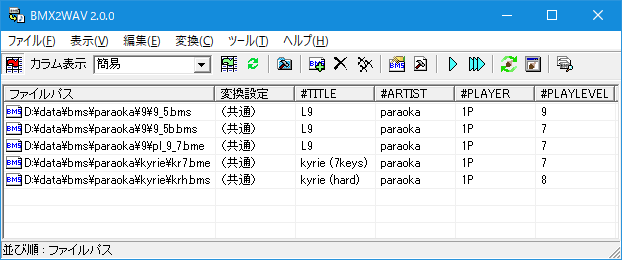 BMX2WAV 2.0.0
ファイル(F) 表示(V) 編集(E) 変換(C) ツール(T) ヘルプ(H)
カラム表示 簡易
ファイルパス 変換設定 #TITLE #ARTIST #PLAYER #PLAYLEVEL
BMS D:¥data¥bms¥paraoka¥9¥9_5.bms (共通) L9 paraoka 1P 9
BMS D:¥data¥bms¥paraoka¥9¥9_5b.bms (共通) L9 paraoka 1P 7
BMS D:¥data¥bms¥paraoka¥9¥pl_9_7.bme (共通) L9 paraoka 1P 7
BMS D:¥data¥bms¥paraoka¥kyrie¥kr7.bme (共通) kyrie (7keys) paraoka 1P 7
BMS D:¥data¥bms¥paraoka¥kyrie¥krh.bms (共通) kyrie (hard) paraoka 1P 8
並び順 : ファイルパス